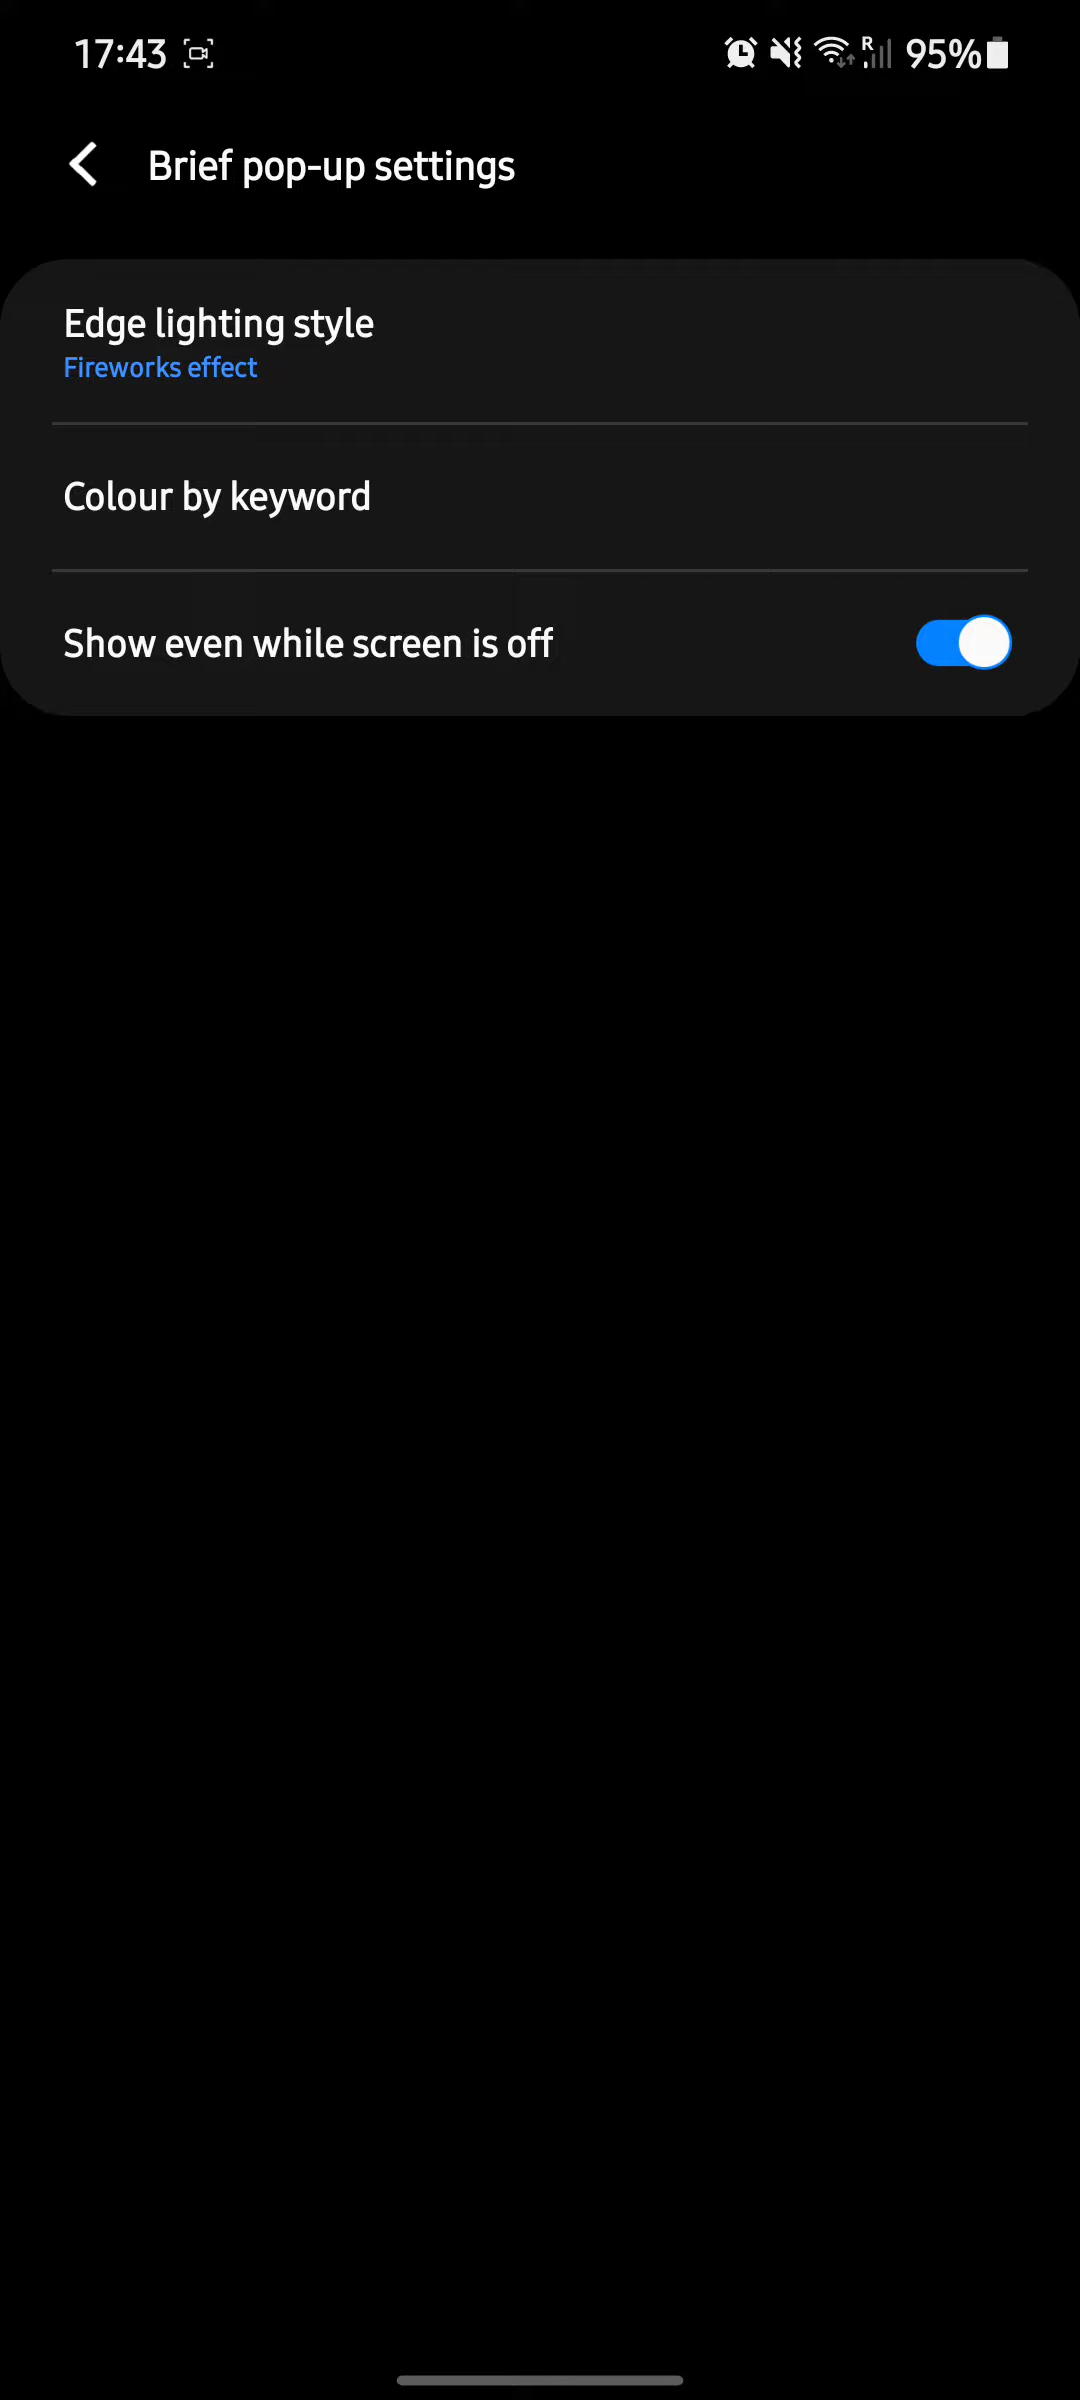 17:43 R 95%
Brief pop-up settings
Edge lighting style
Fireworks effect
Colour by keyword
Show even while screen is off